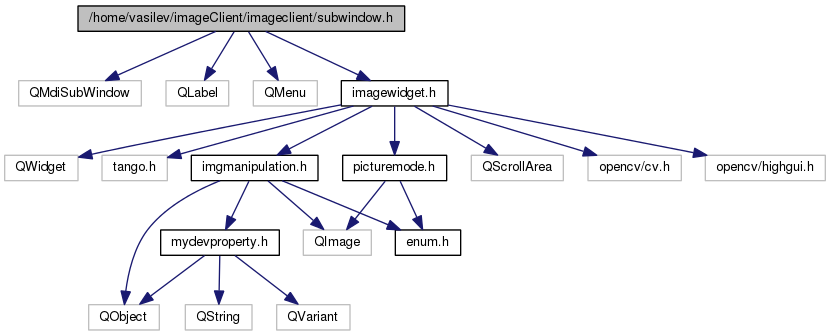 /home/vasilev/imageClient/imageclient/subwindow.h
QMdiSubWindow
QLabel
QMenu
imagewidget.h
QWidget
tango.h
imgmanipulation.h
picturemode.h
QScrollArea
opencv/cv.h
opencv/highgui.h
mydevproperty.h
QImage
enum.h
QObject
QString
QVariant